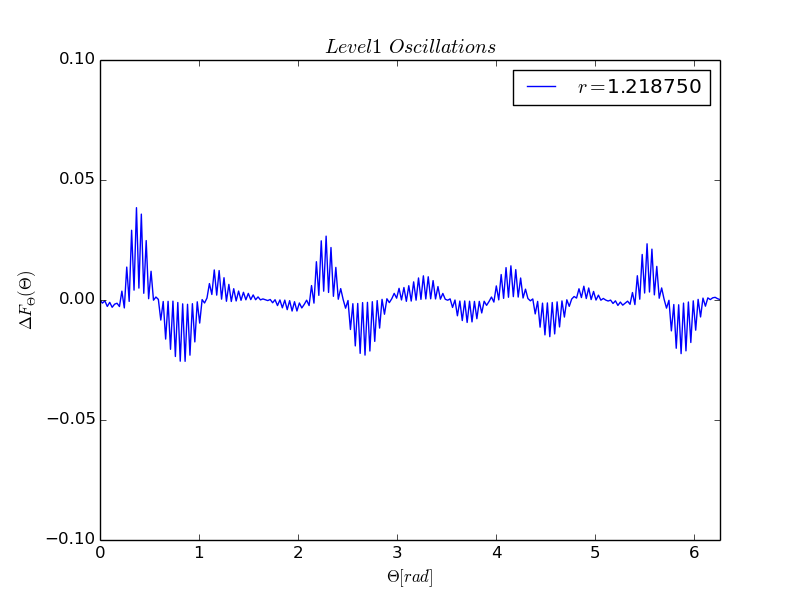 Level1 Oscillations
r=1.218750
0.10
0.05
0.00
−0.05
−0.10
ΔF_Θ(Θ)
0 1 2 3 4 5 6
Θ[rad]